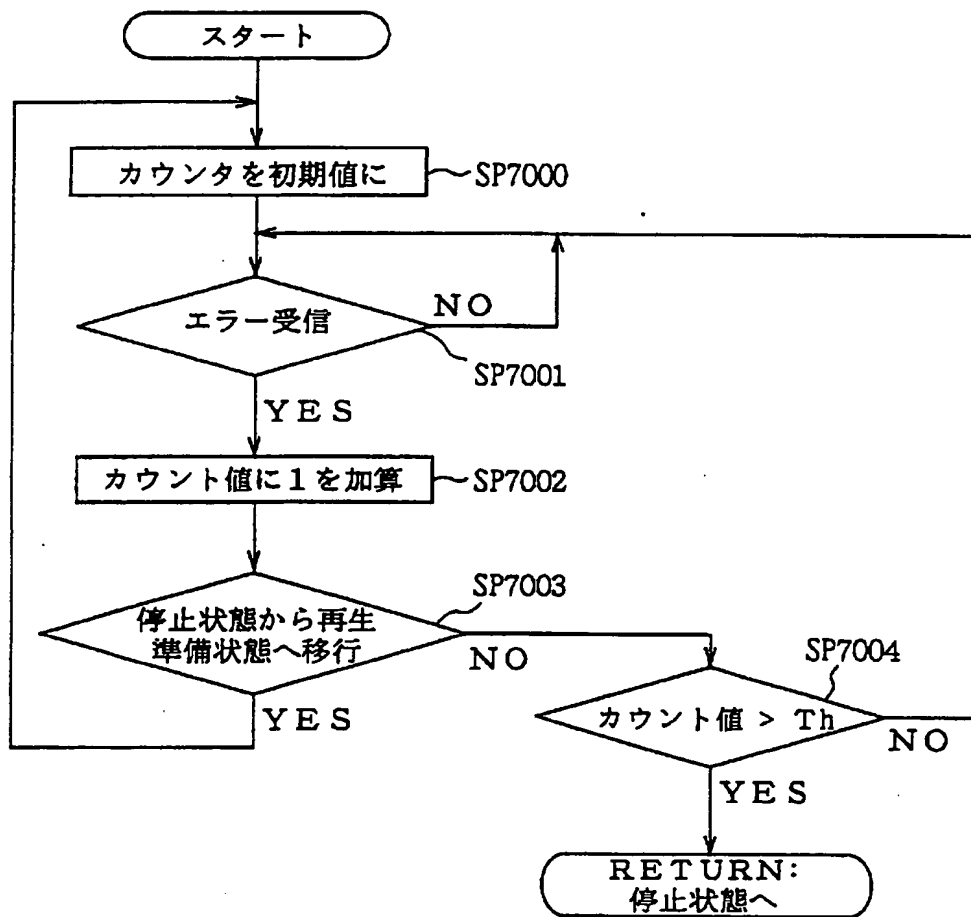 スタート
カウンタを初期値に
SP7000
エラー受信
NO
SP7001
YES
カウント値に1を加算
SP7002
停止状態から再生
準備状態へ移行
SP7003
NO
YES
SP7004
カウント値 > Th
NO
YES
RETURN:
停止状態へ